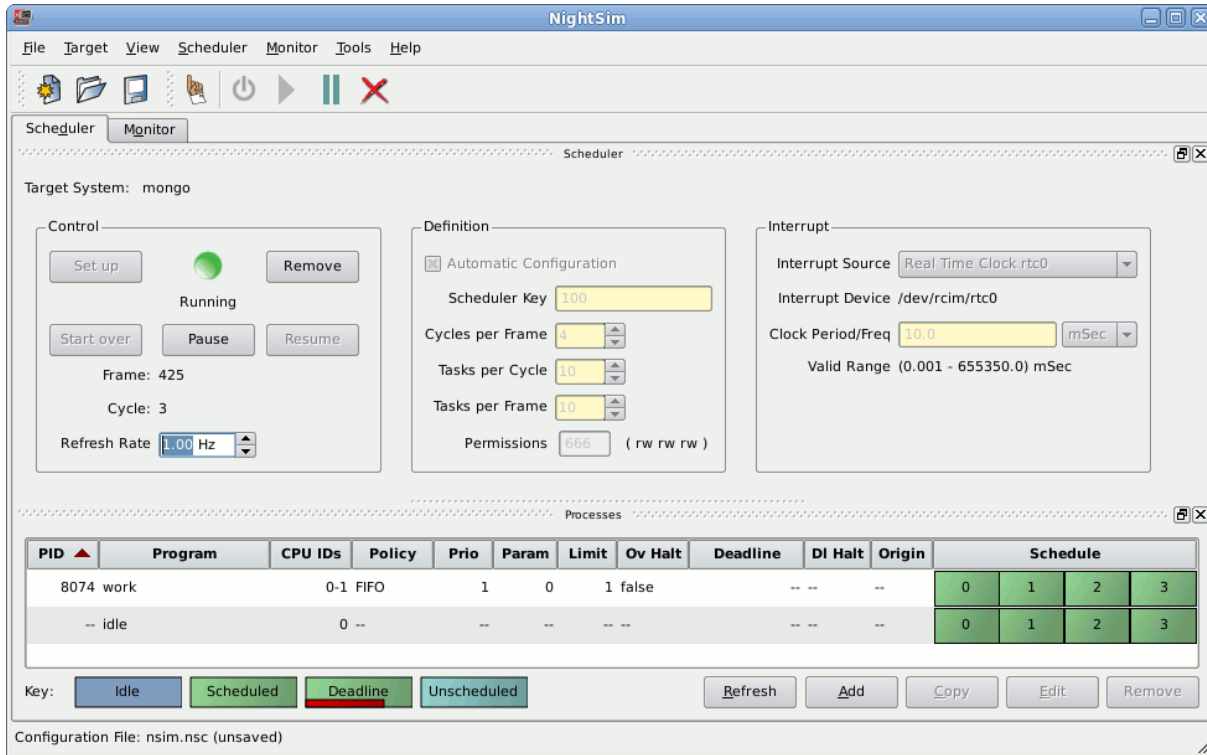 NightSim
File Target View Scheduler Monitor Tools Help
Scheduler Monitor
Scheduler
Target System: mongo
Control
Set up Remove
Running
Start over Pause Resume
Frame: 425
Cycle: 3
Refresh Rate 1.00 Hz
Definition
Automatic Configuration
Scheduler Key 100
Cycles per Frame 4
Tasks per Cycle 10
Tasks per Frame 10
Permissions 666 ( rw rw rw )
Interrupt
Interrupt Source Real Time Clock rtc0
Interrupt Device /dev/rcim/rtc0
Clock Period/Freq 10.0 mSec
Valid Range (0.001 - 655350.0) mSec
Processes
PID Program CPU IDs Policy Prio Param Limit Ov Halt Deadline Dl Halt Origin Schedule
8074 work 0-1 FIFO 1 0 1 false -- -- -- 0 1 2 3
-- idle 0 -- -- -- -- -- -- -- -- 0 1 2 3
Key: Idle Scheduled Deadline Unscheduled Refresh Add Copy Edit Remove
Configuration File: nsim.nsc (unsaved)